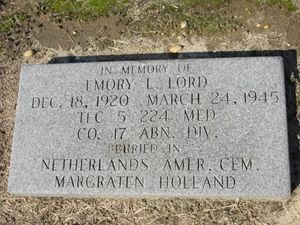 IN MEMORY OF
EMORY L. LORD
DEC. 18, 1920 MARCH 24, 1945
TEC 5 224 MED
CO. 17 ABN. DIV.
BURIED IN
NETHERLANDS AMER. CEM.
MARGRATEN HOLLAND